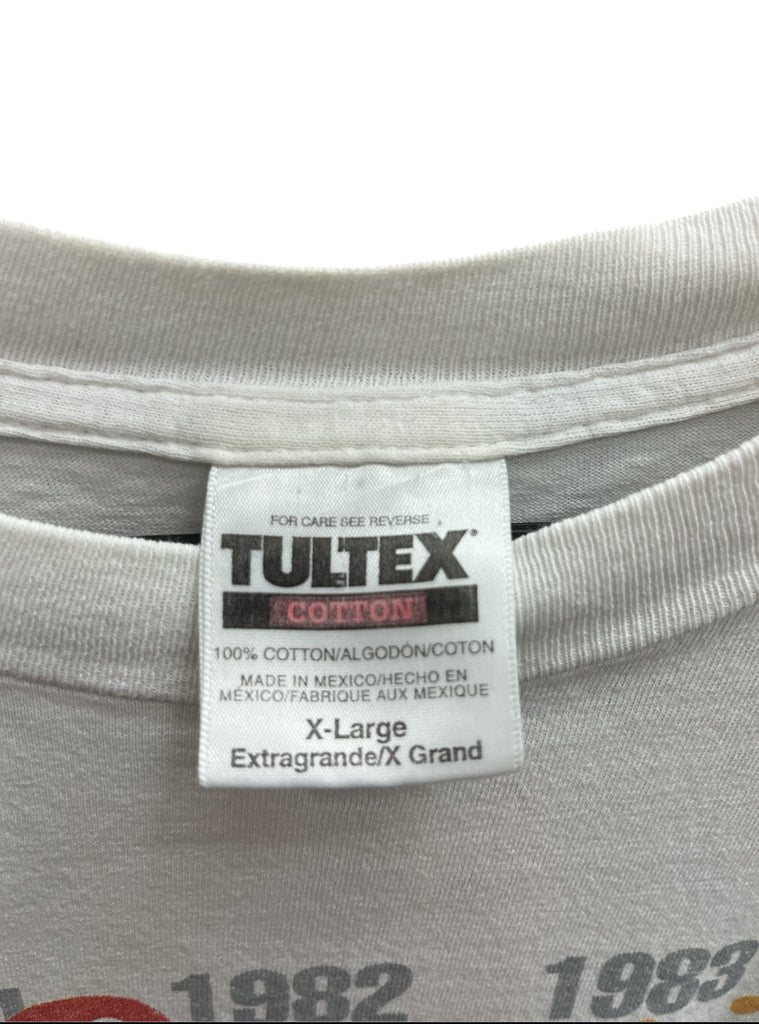 FOR CARE SEE REVERSE
TULTEX®
COTTON
100% COTTON/ALGODÓN/COTON
MADE IN MEXICO/HECHO EN
MÉXICO/FABRIQUE AUX MEXIQUE
X-Large
Extragrande/X Grand
1982
1983